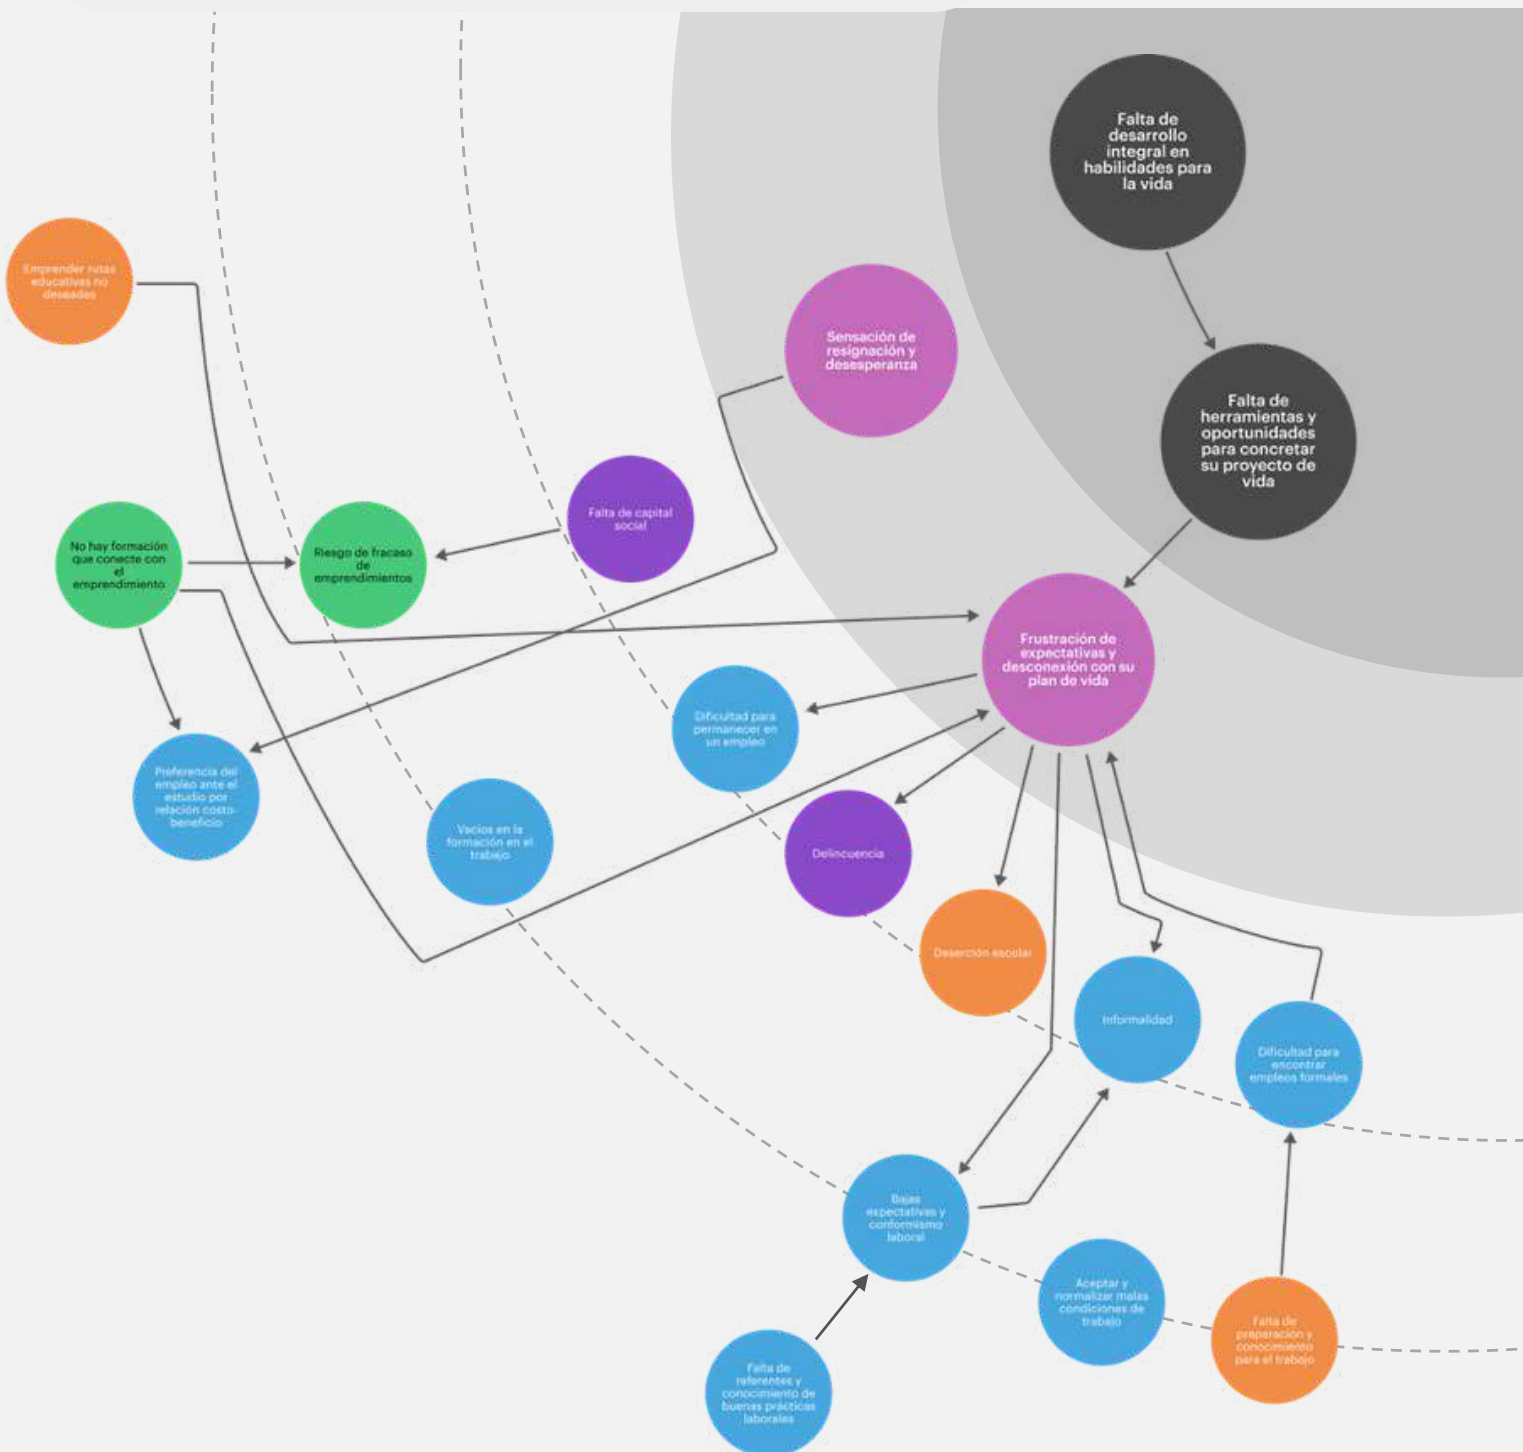 Falta de
desarrollo
integral en
habilidades para
la vida
Emprender rutas
educativas no
deseadas
Sensación de
resignación y
desesperanza
Falta de
herramientas y
oportunidades
para concretar
su proyecto de
vida
Falta de capital
social
No hay formación
que conecte con
el
emprendimiento
Riesgo de fracaso
de
emprendimientos
Frustración de
expectativas y
desconexión con su
plan de vida
Dificultad para
permanecer en
un empleo
Preferencia del
empleo ante el
estudio por
relación costo-
beneficio
Vacíos en la
formación en el
trabajo
Delincuencia
Deserción escolar
Informalidad
Dificultad para
encontrar
empleos formales
Bajas
expectativas y
conformismo
laboral
Aceptar y
normalizar malas
condiciones de
trabajo
Falta de
preparación y
conocimiento
para el trabajo
Falta de
referentes y
conocimiento de
buenas prácticas
laborales